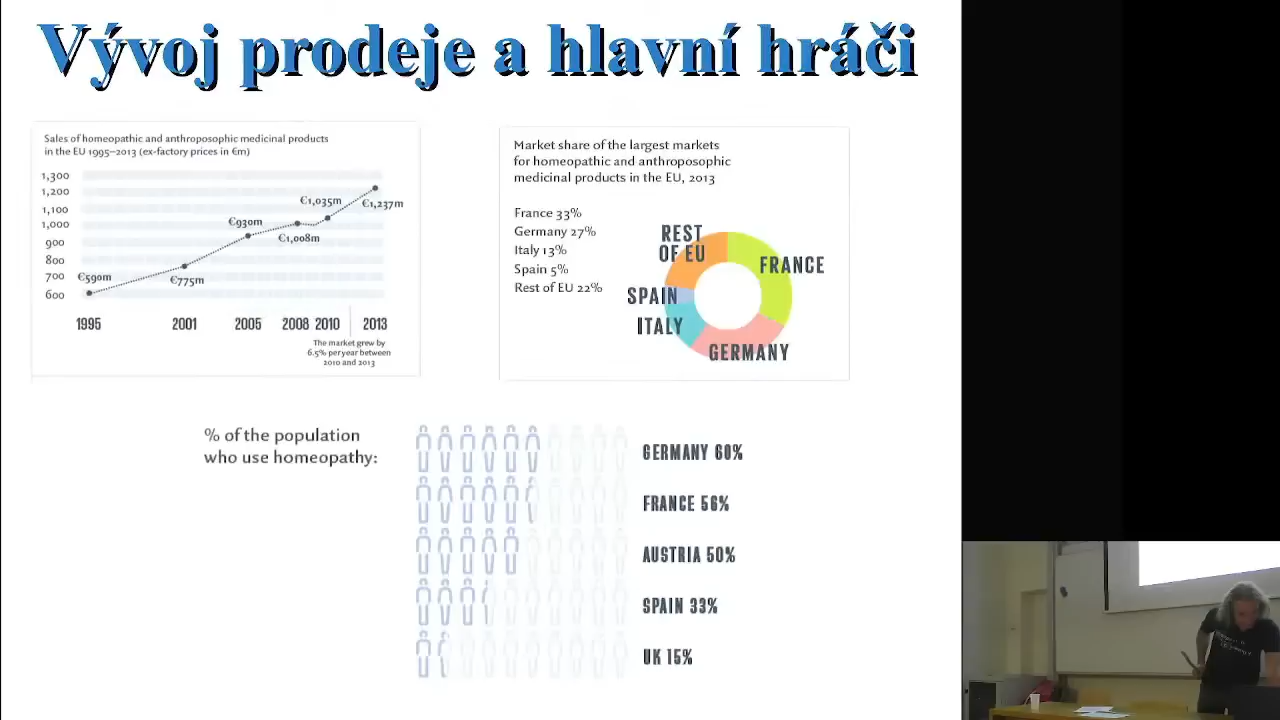 Vývoj prodeje a hlavní hráči
Sales of homeopathic and anthroposophic medicinal products
in the EU 1995–2013 (ex-factory prices in €m)
1,300
1,200
1,100
1,000
900
800
700
600
€590m
€775m
€930m
€1,008m
€1,035m
€1,237m
1995
2001
2005
2008
2010
2013
The market grew by
6.5% per year between
2010 and 2013
Market share of the largest markets
for homeopathic and anthroposophic
medicinal products in the EU, 2013
France 33%
Germany 27%
Italy 13%
Spain 5%
Rest of EU 22%
REST
OF EU
FRANCE
SPAIN
ITALY
GERMANY
% of the population
who use homeopathy:
GERMANY 60%
FRANCE 56%
AUSTRIA 50%
SPAIN 33%
UK 15%